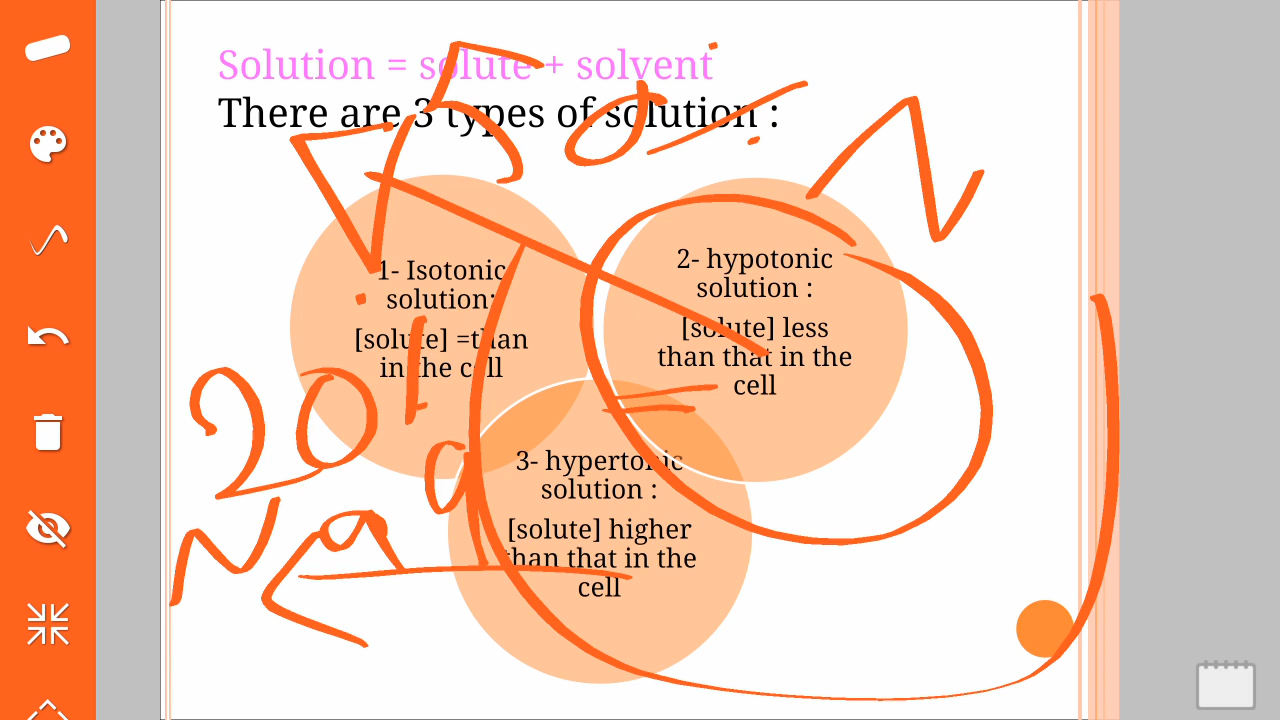 Solution = solute + solvent
There are 3 types of solution :
1- Isotonic
solution:
[solute] =than
in the cell
2- hypotonic
solution :
[solute] less
than that in the
cell
3- hypertonic
solution :
[solute] higher
than that in the
cell
20